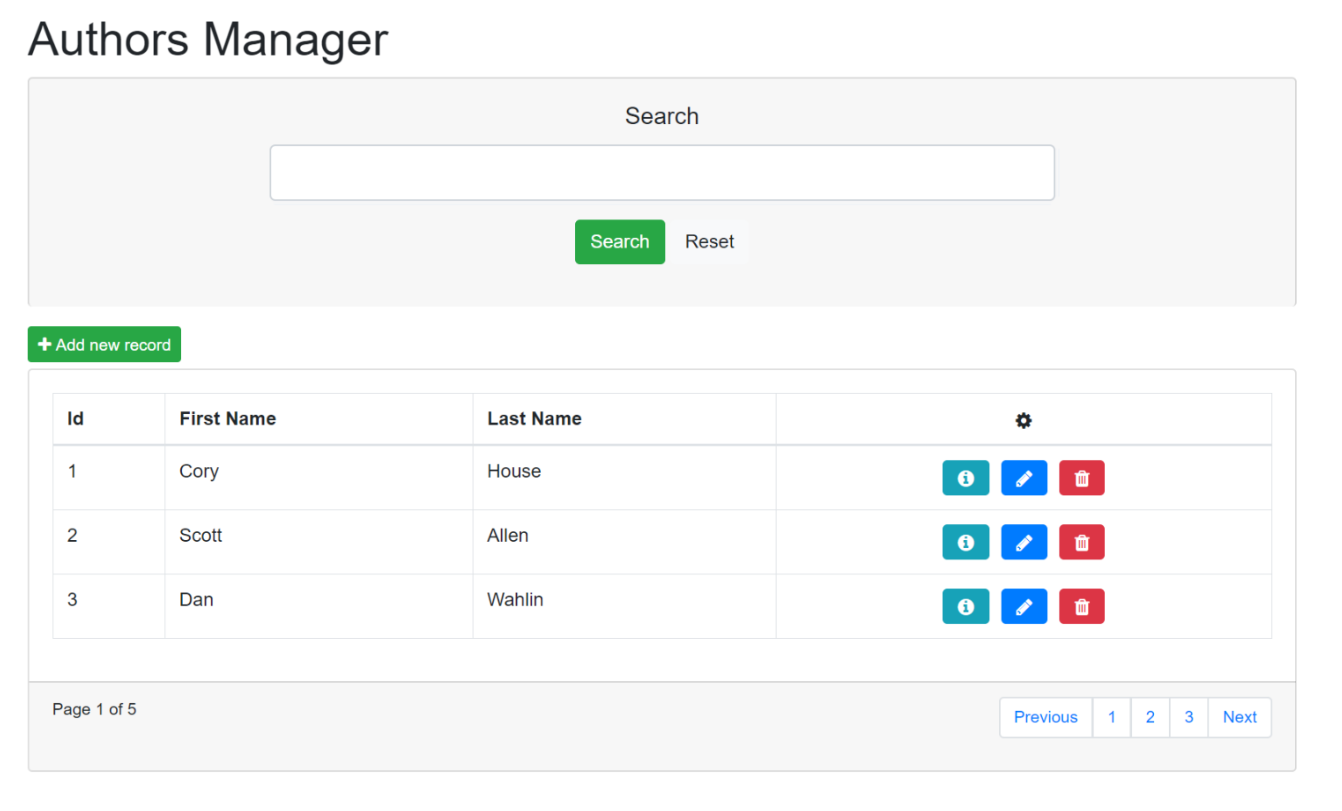 Authors Manager
Search
Search Reset
Add new record
Id First Name Last Name
1 Cory House
2 Scott Allen
3 Dan Wahlin
Page 1 of 5 Previous 1 2 3 Next